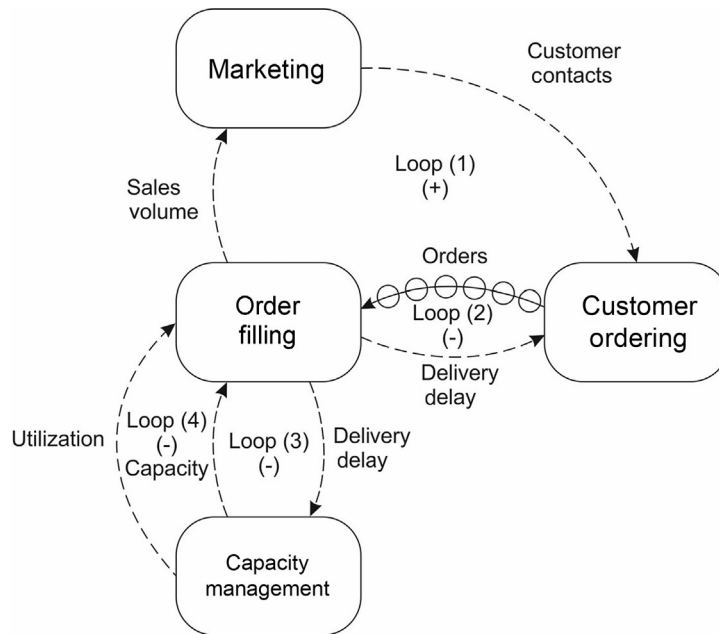 Marketing
Customer
contacts
Loop (1)
(+)
Sales
volume
Orders
Order
filling
Loop (2)
(-)
Customer
ordering
Delivery
delay
Utilization
Loop (4)
(-)
Capacity
Loop (3)
(-)
Delivery
delay
Capacity
management